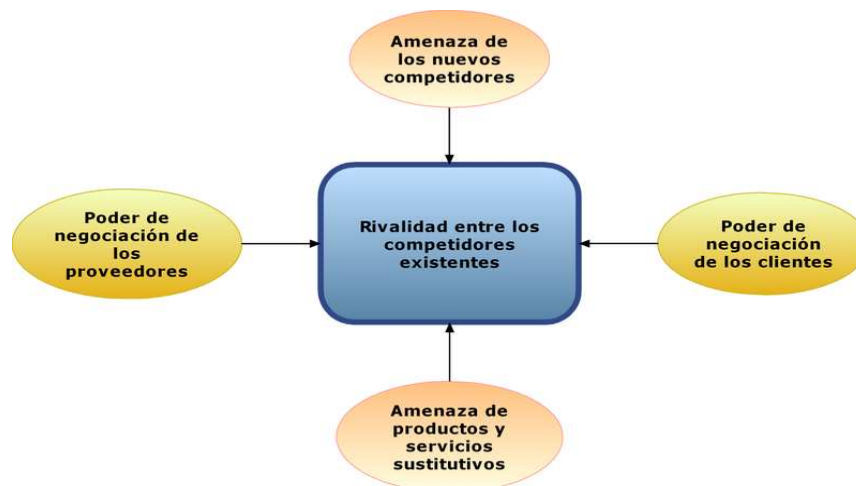 Amenaza de
los nuevos
competidores
Poder de
negociación de
los
proveedores
Rivalidad entre los
competidores
existentes
Poder de
negociación
de los clientes
Amenaza de
productos y
servicios
sustitutivos